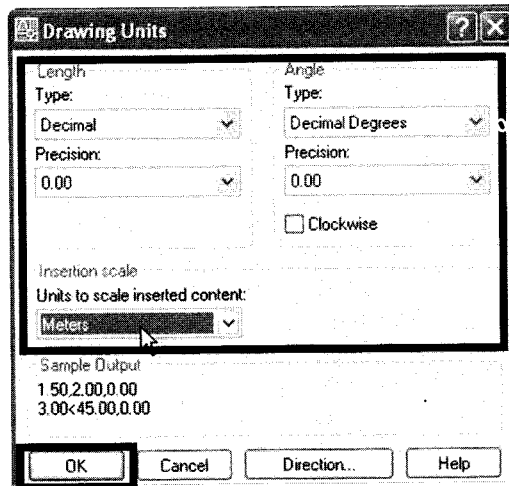 Drawing Units
Length
Type:
Decimal
Precision:
0.00
Angle
Type:
Decimal Degrees
Precision:
0.00
Clockwise
Insertion scale
Units to scale inserted content:
Meters
Sample Output
1.50,2.00,0.00
3.00<45.00,0.00
OK
Cancel
Direction...
Help